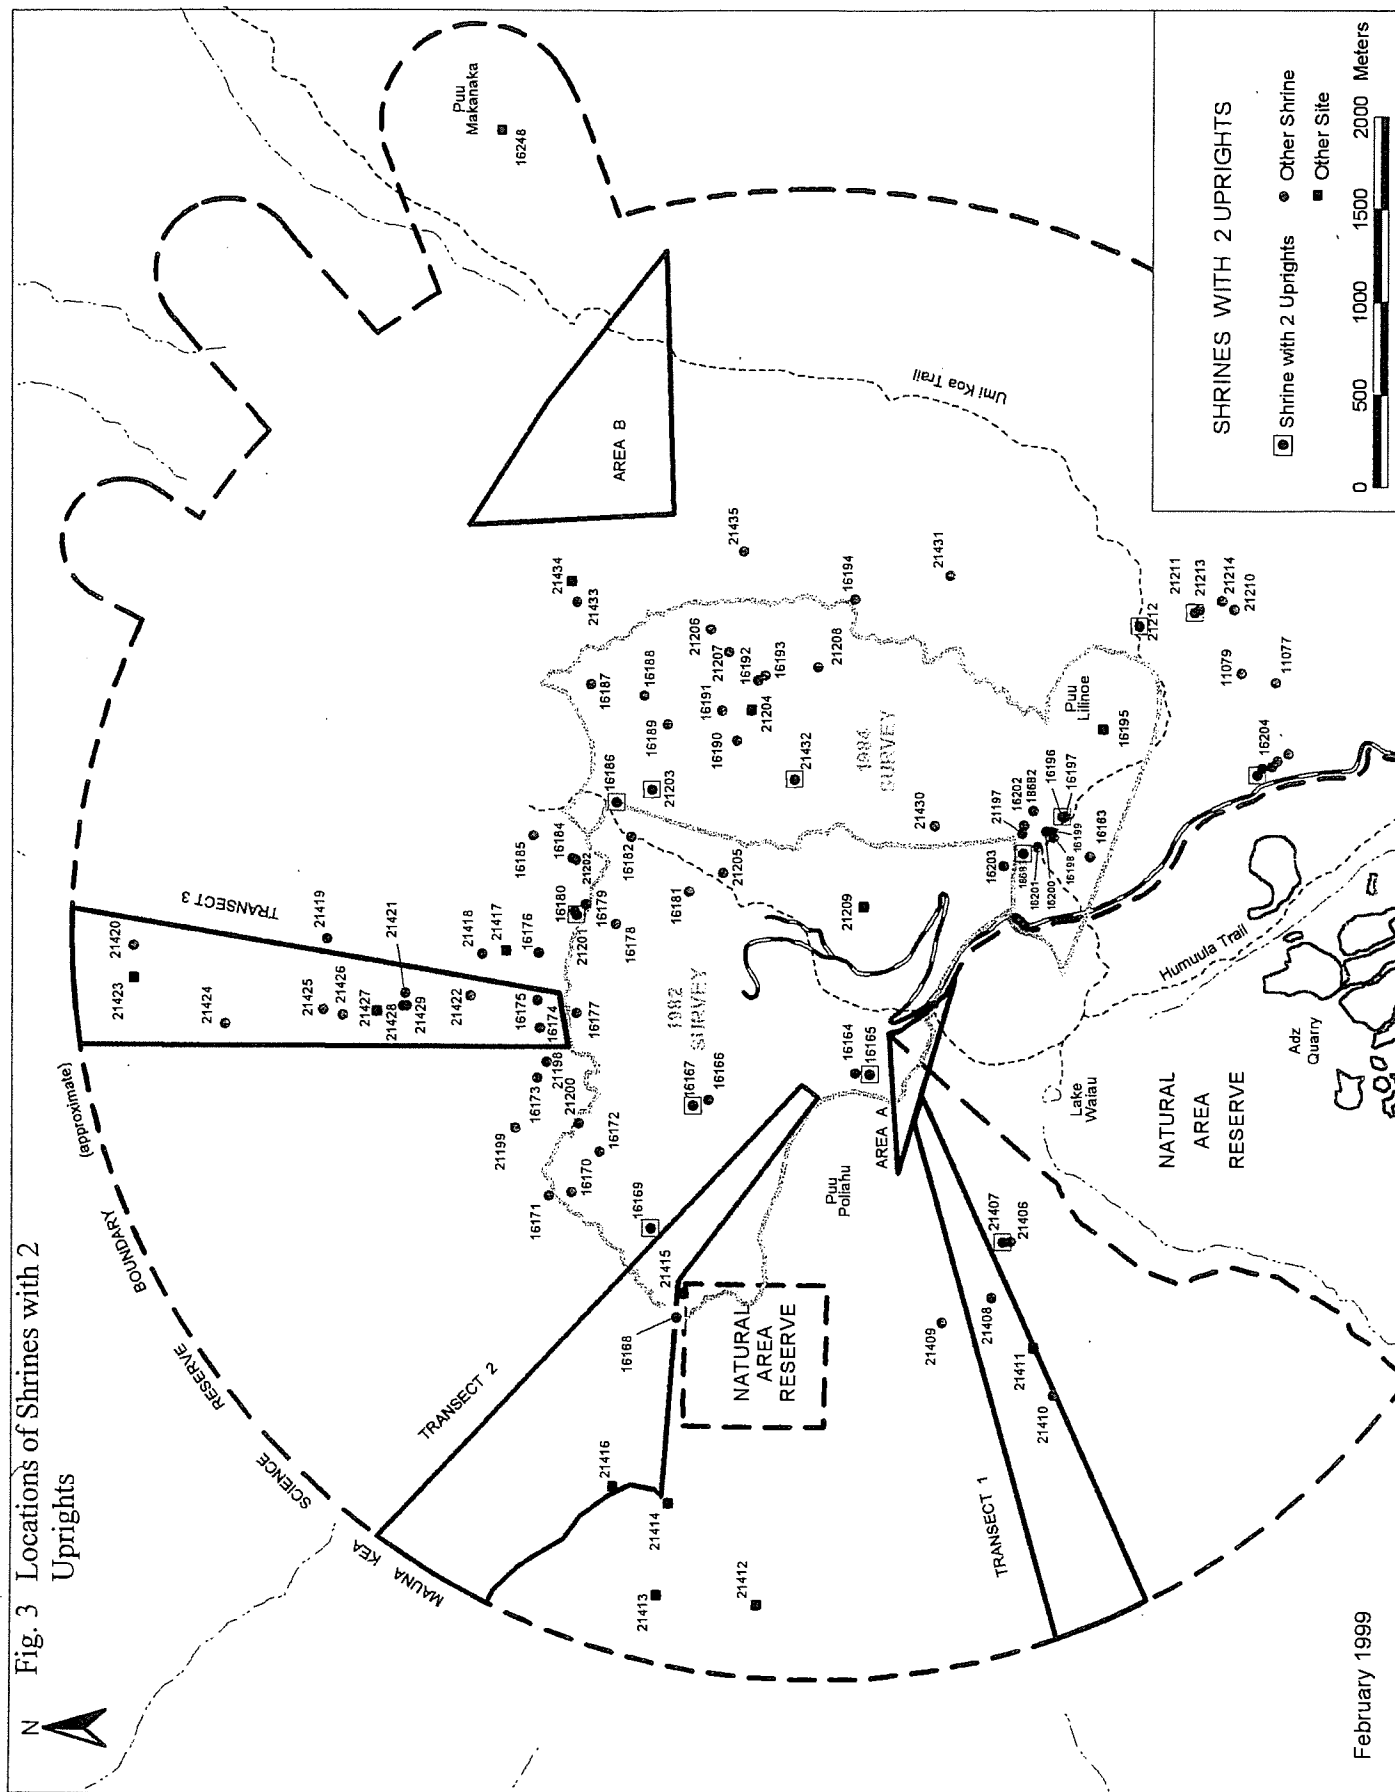 Fig. 3 Locations of Shrines with 2
Uprights
N
MAUNA KEA
SCIENCE
RESERVE
BOUNDARY
(approximate)
TRANSECT 3
21420
21423
21424
21419
21425
21426
21421
21427
21428
21429
21418
21417
21422
16176
16175
16174
16185
16184
21202
16180
16179
21201
16178
16177
16182
16186
21198
16173
21200
21199
16172
16170
16171
16169
TRANSECT 2
21415
16168
NATURAL
AREA
RESERVE
21416
21414
21413
21412
16167
16166
1982
SURVEY
16181
21205
21209
16164
16165
AREA A
Puu
Poliahu
Puu
Makanaka
16248
AREA B
21434
21433
21435
21431
16194
16187
16188
16189
21203
21206
21207
16191
16192
16193
16190
21204
21208
21432
1984
SURVEY
21430
Umi Koa Trail
21212
21211
21213
21214
21210
11079
11077
16204
Puu
Lilinoe
16195
16196
16197
16202
18682
21197
16203
16201
16200
16199
16198
16163
Humuula Trail
Adz
Quarry
Lake
Waiau
NATURAL
AREA
RESERVE
21407
21406
21408
21409
21411
21410
TRANSECT 1
SHRINES WITH 2 UPRIGHTS
Shrine with 2 Uprights
Other Shrine
Other Site
0 500 1000 1500 2000 Meters
February 1999